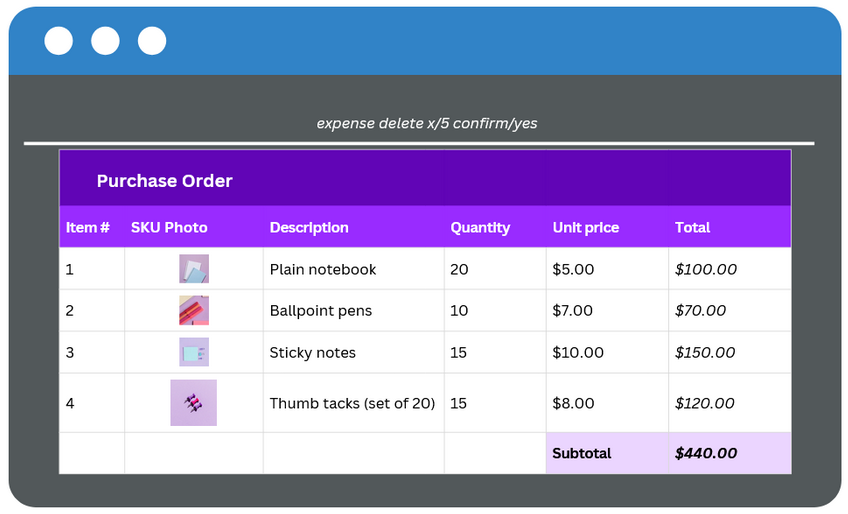 expense delete x/5 confirm/yes
Purchase Order
Item # SKU Photo Description Quantity Unit price Total
1 Plain notebook 20 $5.00 $100.00
2 Ballpoint pens 10 $7.00 $70.00
3 Sticky notes 15 $10.00 $150.00
4 Thumb tacks (set of 20) 15 $8.00 $120.00
Subtotal $440.00